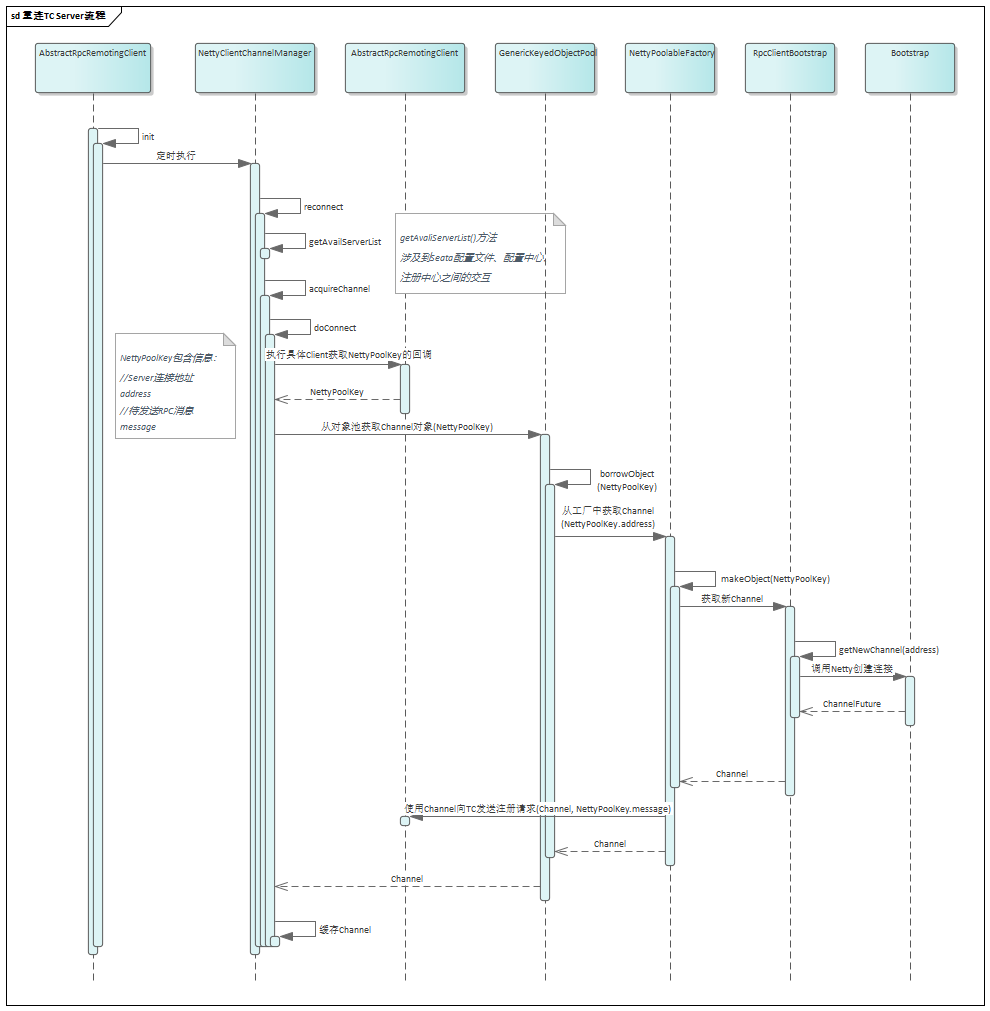 sd 重连TC Server流程
AbstractRpcRemotingClient
NettyClientChannelManager
AbstractRpcRemotingClient
GenericKeyedObjectPool
NettyPoolableFactory
RpcClientBootstrap
Bootstrap
init
定时执行
reconnect
getAvailServerList
getAvaliServerList()方法
涉及到Seata配置文件、配置中心,
注册中心之间的交互
acquireChannel
doConnect
NettyPoolKey包含信息：
//Server连接地址
address
//待发送RPC消息
message
执行具体Client获取NettyPoolKey的回调
NettyPoolKey
从对象池获取Channel对象(NettyPoolKey)
borrowObject
(NettyPoolKey)
从工厂中获取Channel
(NettyPoolKey.address)
makeObject(NettyPoolKey)
获取新Channel
getNewChannel(address)
调用Netty创建连接
ChannelFuture
Channel
使用Channel向TC发送注册请求(Channel, NettyPoolKey.message)
Channel
Channel
缓存Channel